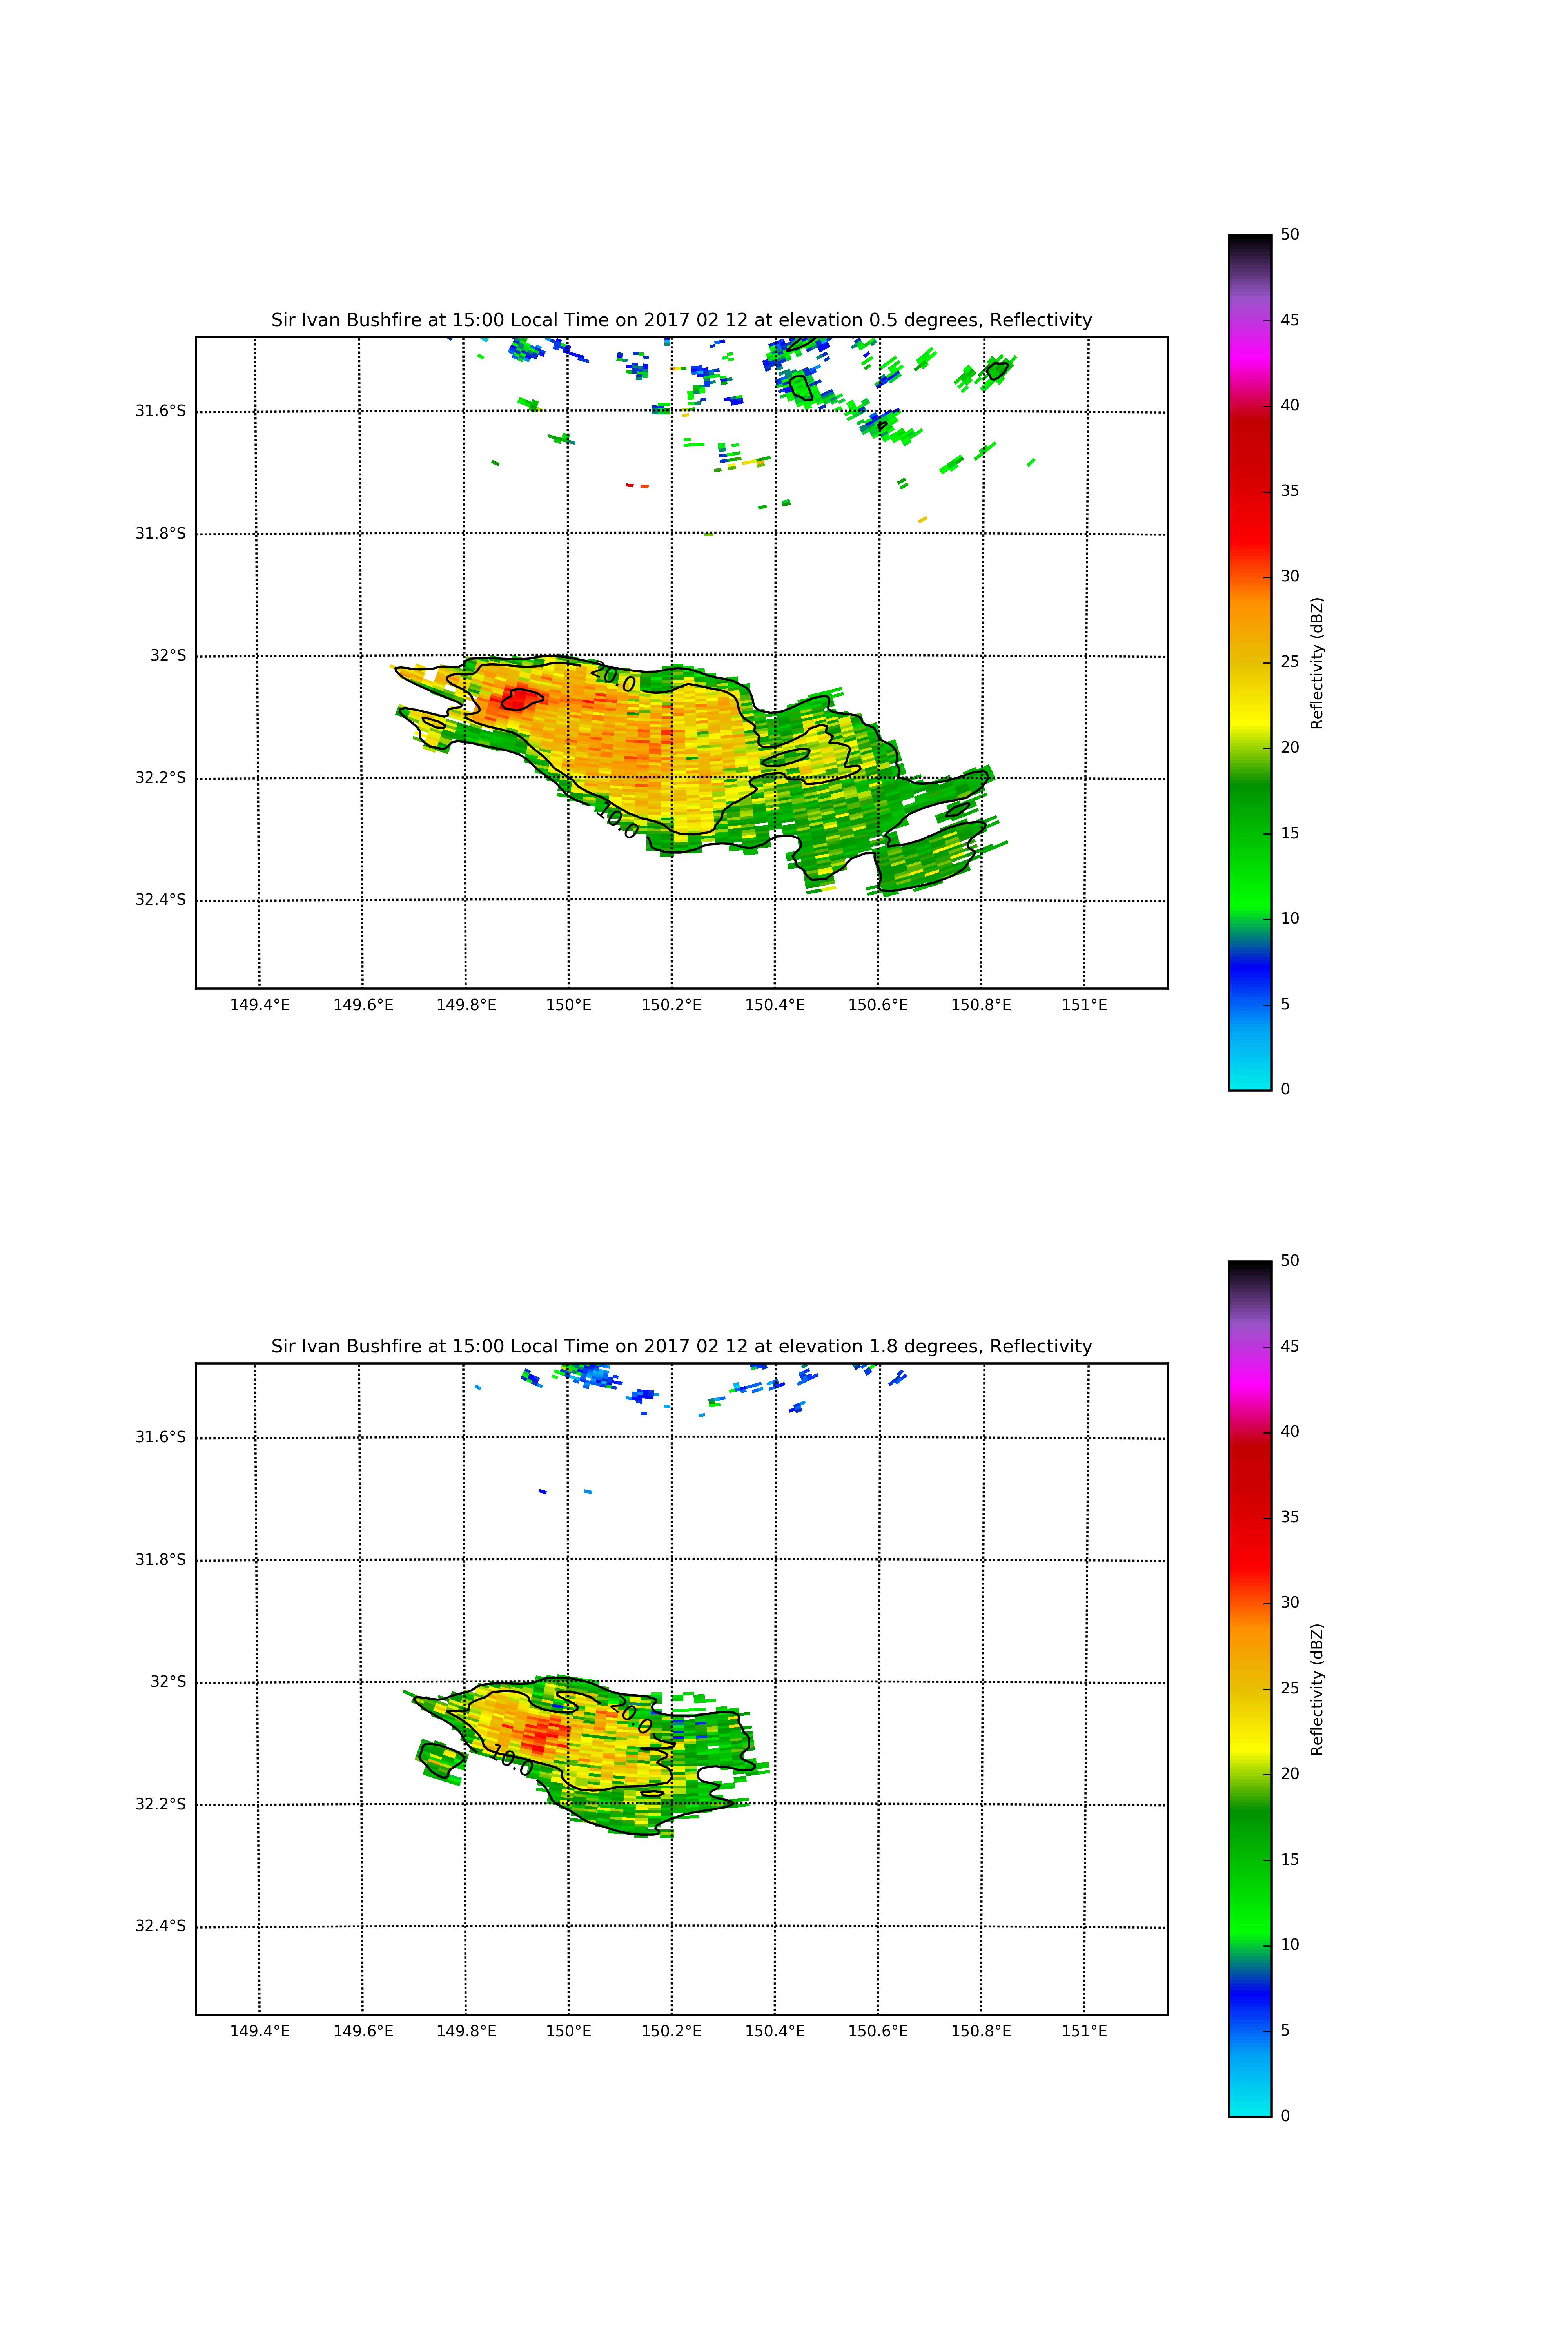 Sir Ivan Bushfire at 15:00 Local Time on 2017 02 12 at elevation 0.5 degrees, Reflectivity
31.6°S
31.8°S
32°S
32.2°S
32.4°S
149.4°E 149.6°E 149.8°E 150°E 150.2°E 150.4°E 150.6°E 150.8°E 151°E
10.0
50
45
40
35
30
25
20
15
10
5
0
Reflectivity (dBZ)
Sir Ivan Bushfire at 15:00 Local Time on 2017 02 12 at elevation 1.8 degrees, Reflectivity
31.6°S
31.8°S
32°S
32.2°S
32.4°S
149.4°E 149.6°E 149.8°E 150°E 150.2°E 150.4°E 150.6°E 150.8°E 151°E
20.0
10.0
50
45
40
35
30
25
20
15
10
5
0
Reflectivity (dBZ)